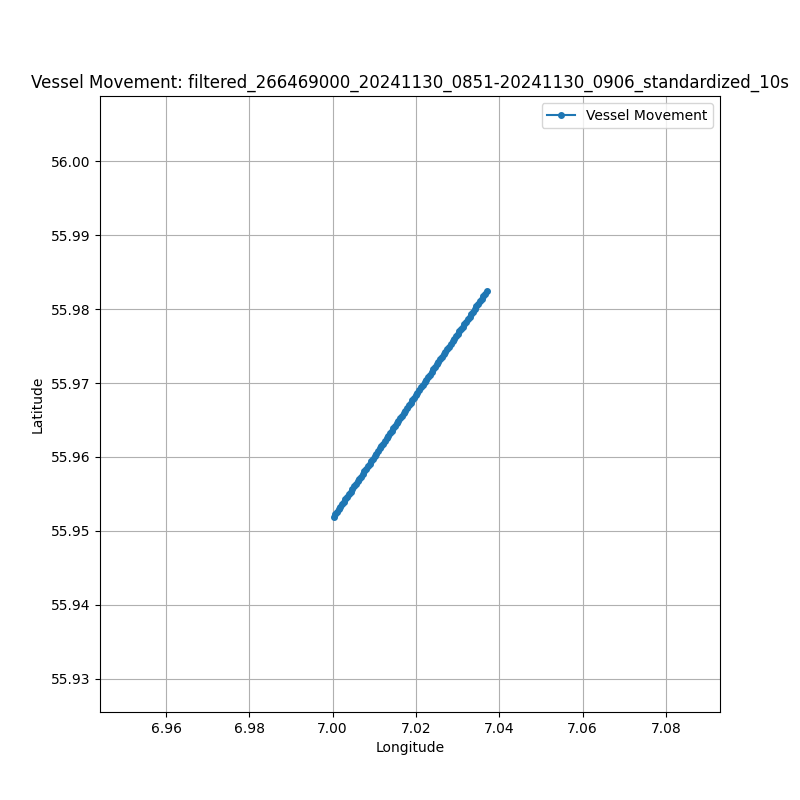 Vessel Movement: filtered_266469000_20241130_0851-20241130_0906_standardized_10s
Vessel Movement
56.00
55.99
55.98
55.97
55.96
55.95
55.94
55.93
Latitude
6.96 6.98 7.00 7.02 7.04 7.06 7.08
Longitude